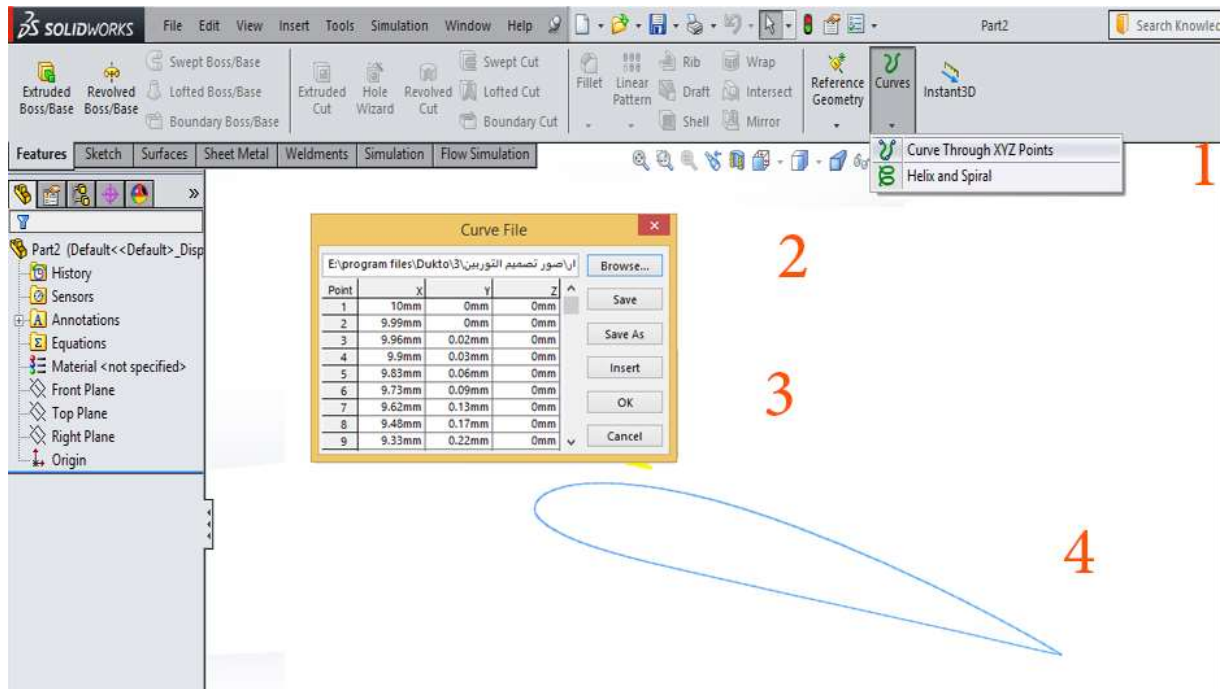 SOLIDWORKS File Edit View Insert Tools Simulation Window Help Part2 Search Knowlec
Extruded Boss/Base
Revolved Boss/Base
Swept Boss/Base
Lofted Boss/Base
Boundary Boss/Base
Extruded Cut
Hole Wizard
Revolved Cut
Swept Cut
Lofted Cut
Boundary Cut
Fillet
Linear Pattern
Rib
Draft
Shell
Wrap
Intersect
Mirror
Reference Geometry
Curves
Instant3D
Curve Through XYZ Points
Helix and Spiral
1
Features Sketch Surfaces Sheet Metal Weldments Simulation Flow Simulation
Part2 (Default<<Default>_Disp
History
Sensors
Annotations
Equations
Material <not specified>
Front Plane
Top Plane
Right Plane
Origin
Curve File
E:\program files\Dukto\3\ار\صور تصميم التوربين
Browse...
Save
Save As
Insert
OK
Cancel
Point X Y Z
1 10mm 0mm 0mm
2 9.99mm 0mm 0mm
3 9.96mm 0.02mm 0mm
4 9.9mm 0.03mm 0mm
5 9.83mm 0.06mm 0mm
6 9.73mm 0.09mm 0mm
7 9.62mm 0.13mm 0mm
8 9.48mm 0.17mm 0mm
9 9.33mm 0.22mm 0mm
2
3
4